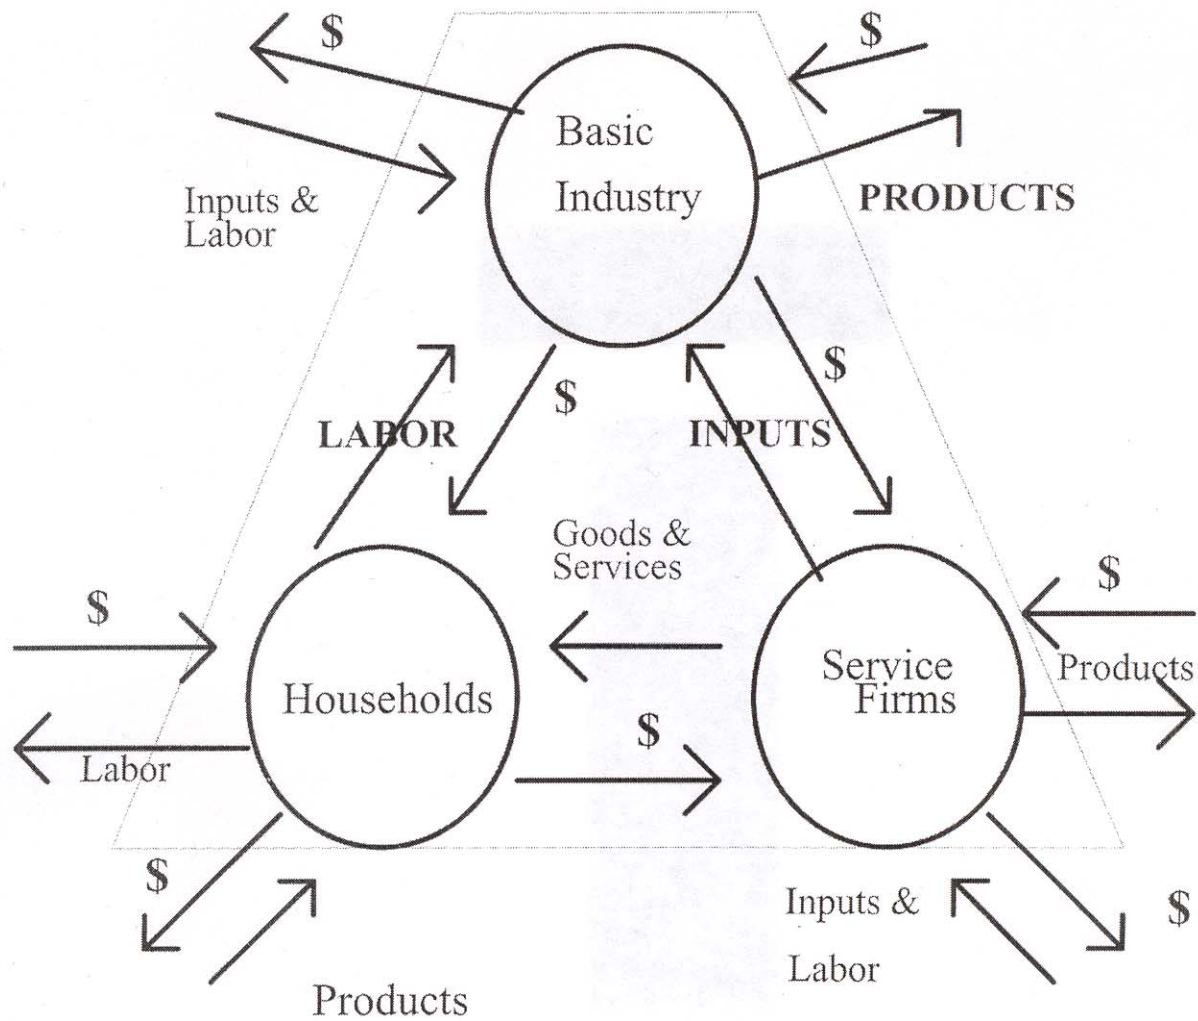 $
$
Basic
Industry
Inputs &
Labor
PRODUCTS
$
$
LABOR
INPUTS
Goods &
Services
$
$
Service
Firms
Products
Households
$
Labor
$
Inputs &
Labor
$
Products